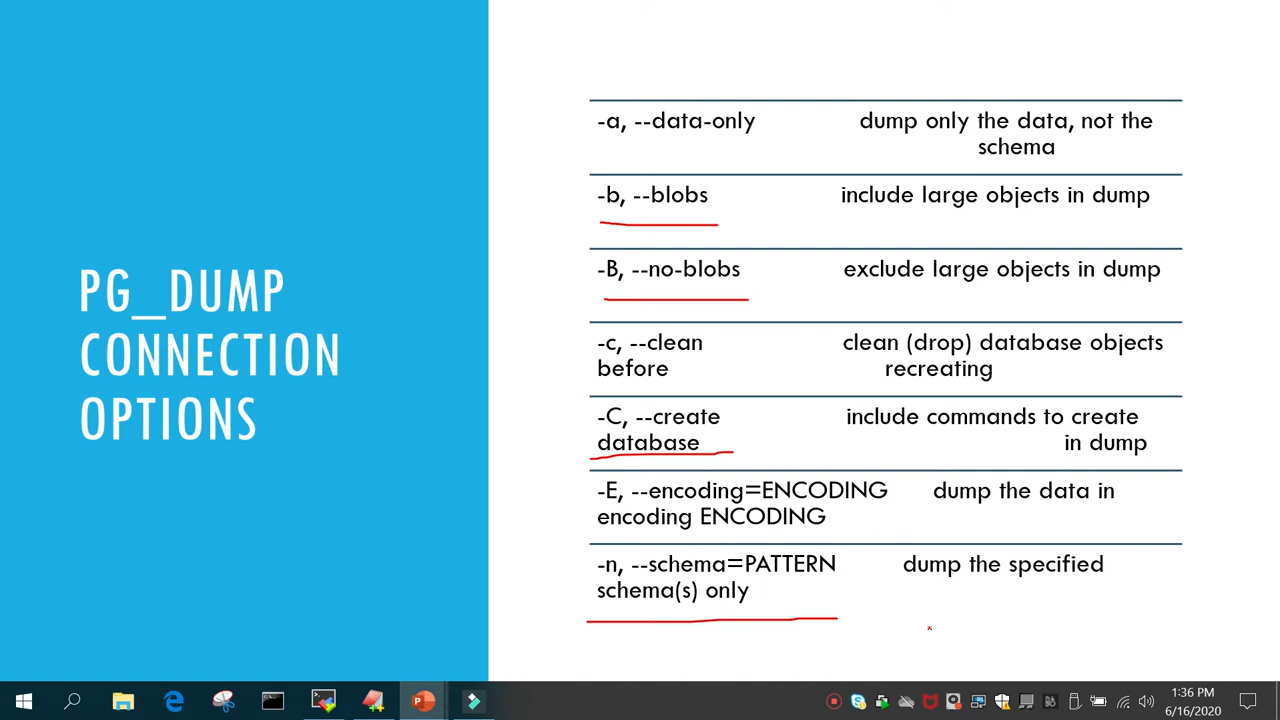 PG_DUMP
CONNECTION
OPTIONS
-a, --data-only dump only the data, not the
schema
-b, --blobs include large objects in dump
-B, --no-blobs exclude large objects in dump
-c, --clean clean (drop) database objects
before recreating
-C, --create include commands to create
database in dump
-E, --encoding=ENCODING dump the data in
encoding ENCODING
-n, --schema=PATTERN dump the specified
schema(s) only
1:36 PM
6/16/2020